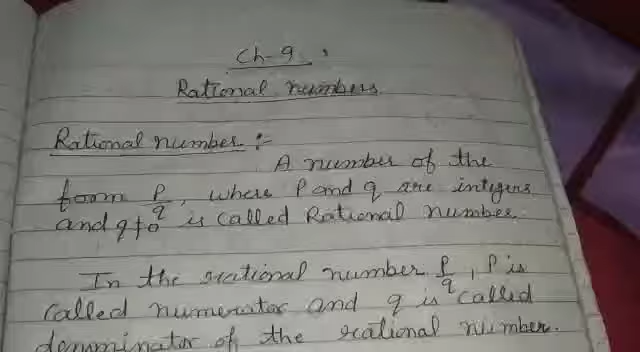 Ch-9.
Rational numbers
Rational number :-
A number of the
form p/q, where p and q are integers
and q≠0 is called Rational number.
In the rational number p/q, p is
called numerator and q is called
denominator of the rational number.